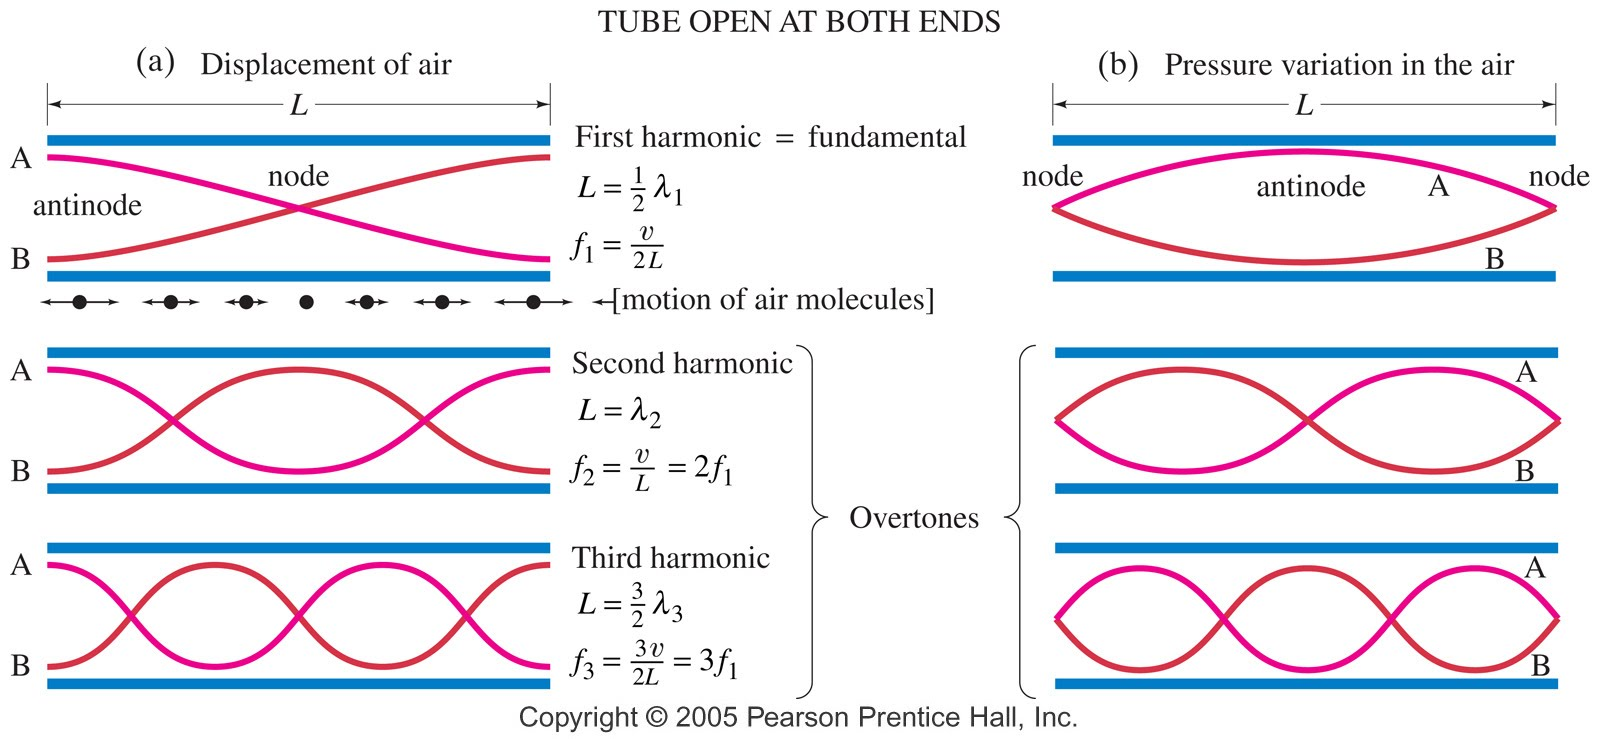 TUBE OPEN AT BOTH ENDS
(a) Displacement of air
L
A
B
antinode
node
First harmonic = fundamental
L = 1/2 λ1
f1 = v/2L
[motion of air molecules]
A
B
Second harmonic
L = λ2
f2 = v/L = 2f1
A
B
Third harmonic
L = 3/2 λ3
f3 = 3v/2L = 3f1
Overtones
(b) Pressure variation in the air
L
node
antinode
A
node
B
A
B
A
B
Copyright © 2005 Pearson Prentice Hall, Inc.